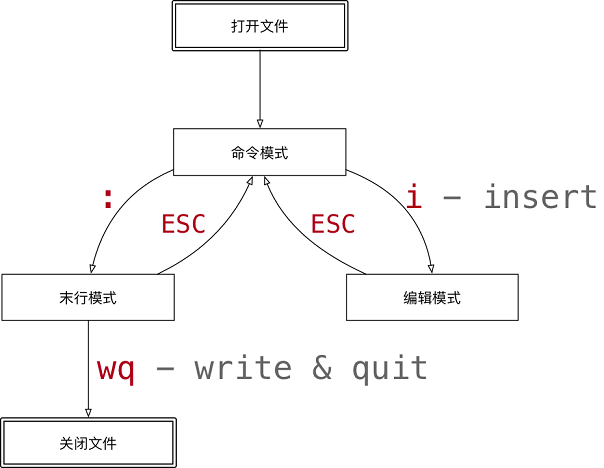 打开文件
命令模式
:
i - insert
ESC
ESC
末行模式
编辑模式
wq - write & quit
关闭文件